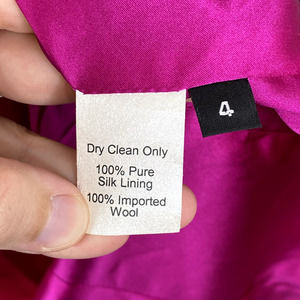 Dry Clean Only
100% Pure
Silk Lining
100% Imported
Wool
4